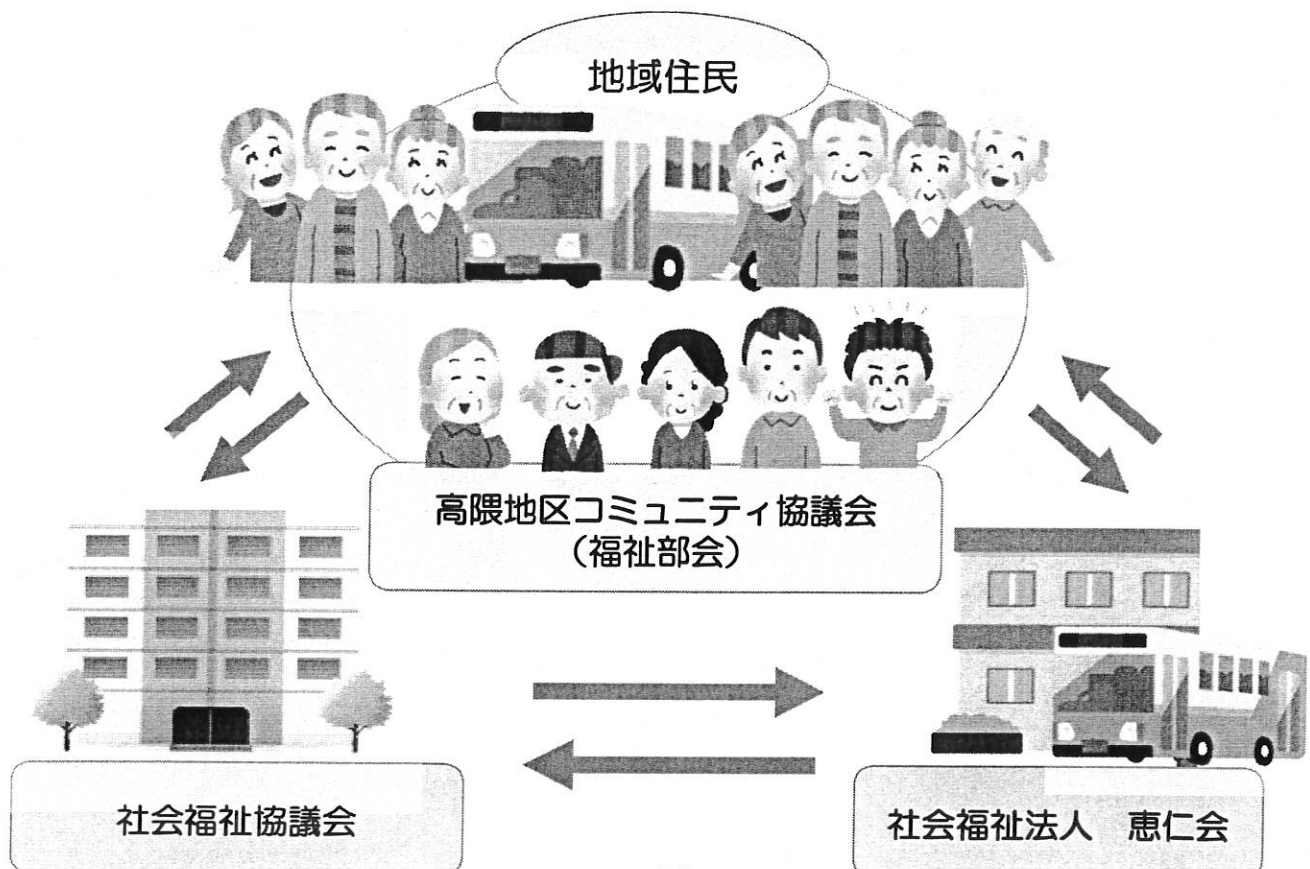 地域住民
高隈地区コミュニティ協議会
（福祉部会）
社会福祉協議会
社会福祉法人　恵仁会